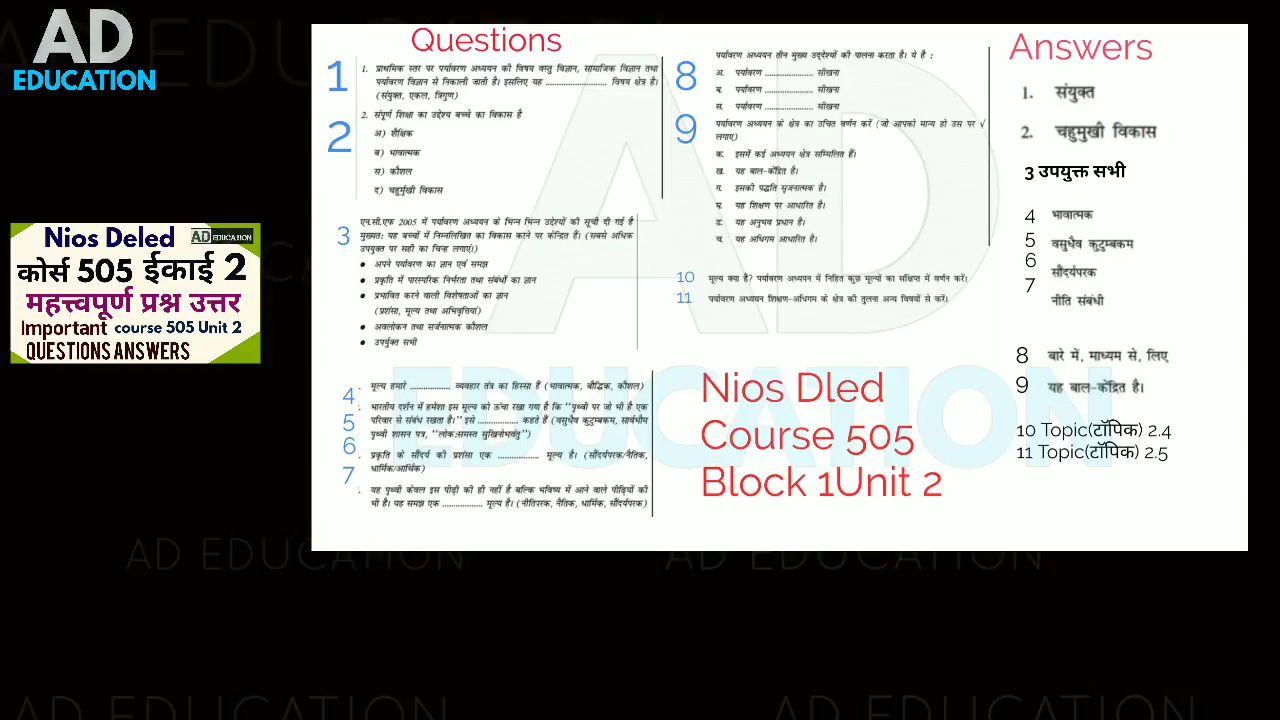 AD
EDUCATION
Nios Deled AD EDUCATION
कोर्स 505 ईकाई 2
महत्त्वपूर्ण प्रश्न उत्तर
Important course 505 Unit 2
QUESTIONS ANSWERS
Questions
1
1. प्राथमिक स्तर पर पर्यावरण अध्ययन की विषय वस्तु विज्ञान, सामाजिक विज्ञान तथा
पर्यावरण विज्ञान से निकाली जाती है। इसलिए यह ........................ विषय क्षेत्र है।
(संयुक्त, एकल, त्रिगुण)
2
2. संपूर्ण शिक्षा का उद्देश्य बच्चे का विकास है
अ) शैक्षिक
ब) भावात्मक
स) कौशल
द) चहुर्मुखी विकास
3
एन.सी.एफ 2005 में पर्यावरण अध्ययन के भिन्न भिन्न उद्देश्यों की सूची दी गई है
मुख्यत: यह बच्चों में निम्नलिखित का विकास करने पर केन्द्रित हैं। (सबसे अधिक
उपयुक्त पर सही का चिन्ह लगाएं।)
• अपने पर्यावरण का ज्ञान एवं समझ
• प्रकृति में पारस्परिक निर्भरता तथा संबंधों का ज्ञान
• प्रभावित करने वाली विशेषताओं का ज्ञान
(प्रशंसा, मूल्य तथा अभिवृत्तियां)
• अवलोकन तथा सर्जनात्मक कौशल
• उपर्युक्त सभी
4
मूल्य हमारे ................ व्यवहार तंत्र का हिस्सा हैं (भावात्मक, बौद्धिक, कौशल)
5
भारतीय दर्शन में हमेशा इस मूल्य को ऊंचा रखा गया है कि “पृथ्वी पर जो भी है एक
परिवार से संबंध रखता है।” इसे ................ कहते हैं (वसुधैव कुटुम्बकम, सार्वभौम
पृथ्वी शासन पत्र, “लोक:समस्त सुखिनोभवंतु”)
6
प्रकृति के सौंदर्य की प्रशंसा एक ................ मूल्य है। (सौंदर्यपरक/नैतिक,
धार्मिक/आर्थिक)
7
यह पृथ्वी केवल इस पीढ़ी की ही नहीं है बल्कि भविष्य में आने वाले पीढ़ियों की
भी है। यह समझ एक ................ मूल्य है। (नीतिपरक, नैतिक, धार्मिक, सौंदर्यपरक)
8
पर्यावरण अध्ययन तीन मुख्य उद्देश्यों की पालना करता है। ये है :
अ. पर्यावरण .................... सीखना
ब. पर्यावरण .................... सीखना
स. पर्यावरण .................... सीखना
9
पर्यावरण अध्ययन के क्षेत्र का उचित वर्णन करें (जो आपको मान्य हो उस पर √
लगाए)
क. इसमें कई अध्ययन क्षेत्र सम्मिलित हैं।
ख. यह बाल-केंद्रित है।
ग. इसकी पद्धति सृजनात्मक है।
घ. यह शिक्षण पर आधारित है।
ड. यह अनुभव प्रधान है।
च. यह अधिगम आधारित है।
10 मूल्य क्या हैं? पर्यावरण अध्ययन में निहित कुछ मूल्यों का संक्षिप्त में वर्णन करें.
11 पर्यावरण अध्ययन शिक्षण-अधिगम के क्षेत्र की तुलना अन्य विषयों से करें।
Nios Dled
Course 505
Block 1Unit 2
Answers
1. संयुक्त
2. चहुमुखी विकास
3 उपयुक्त सभी
4 भावात्मक
5 वसुधैव कुटुम्बकम
6 सौंदर्यपरक
7 नीति संबंधी
8 बारे में, माध्यम से, लिए
9 यह बाल-केंद्रित है।
10 Topic(टॉपिक) 2.4
11 Topic(टॉपिक) 2.5
AD
EDUCATION
AD EDUCATION
AD EDUCATION
AD EDUCATION
AD EDUCATION